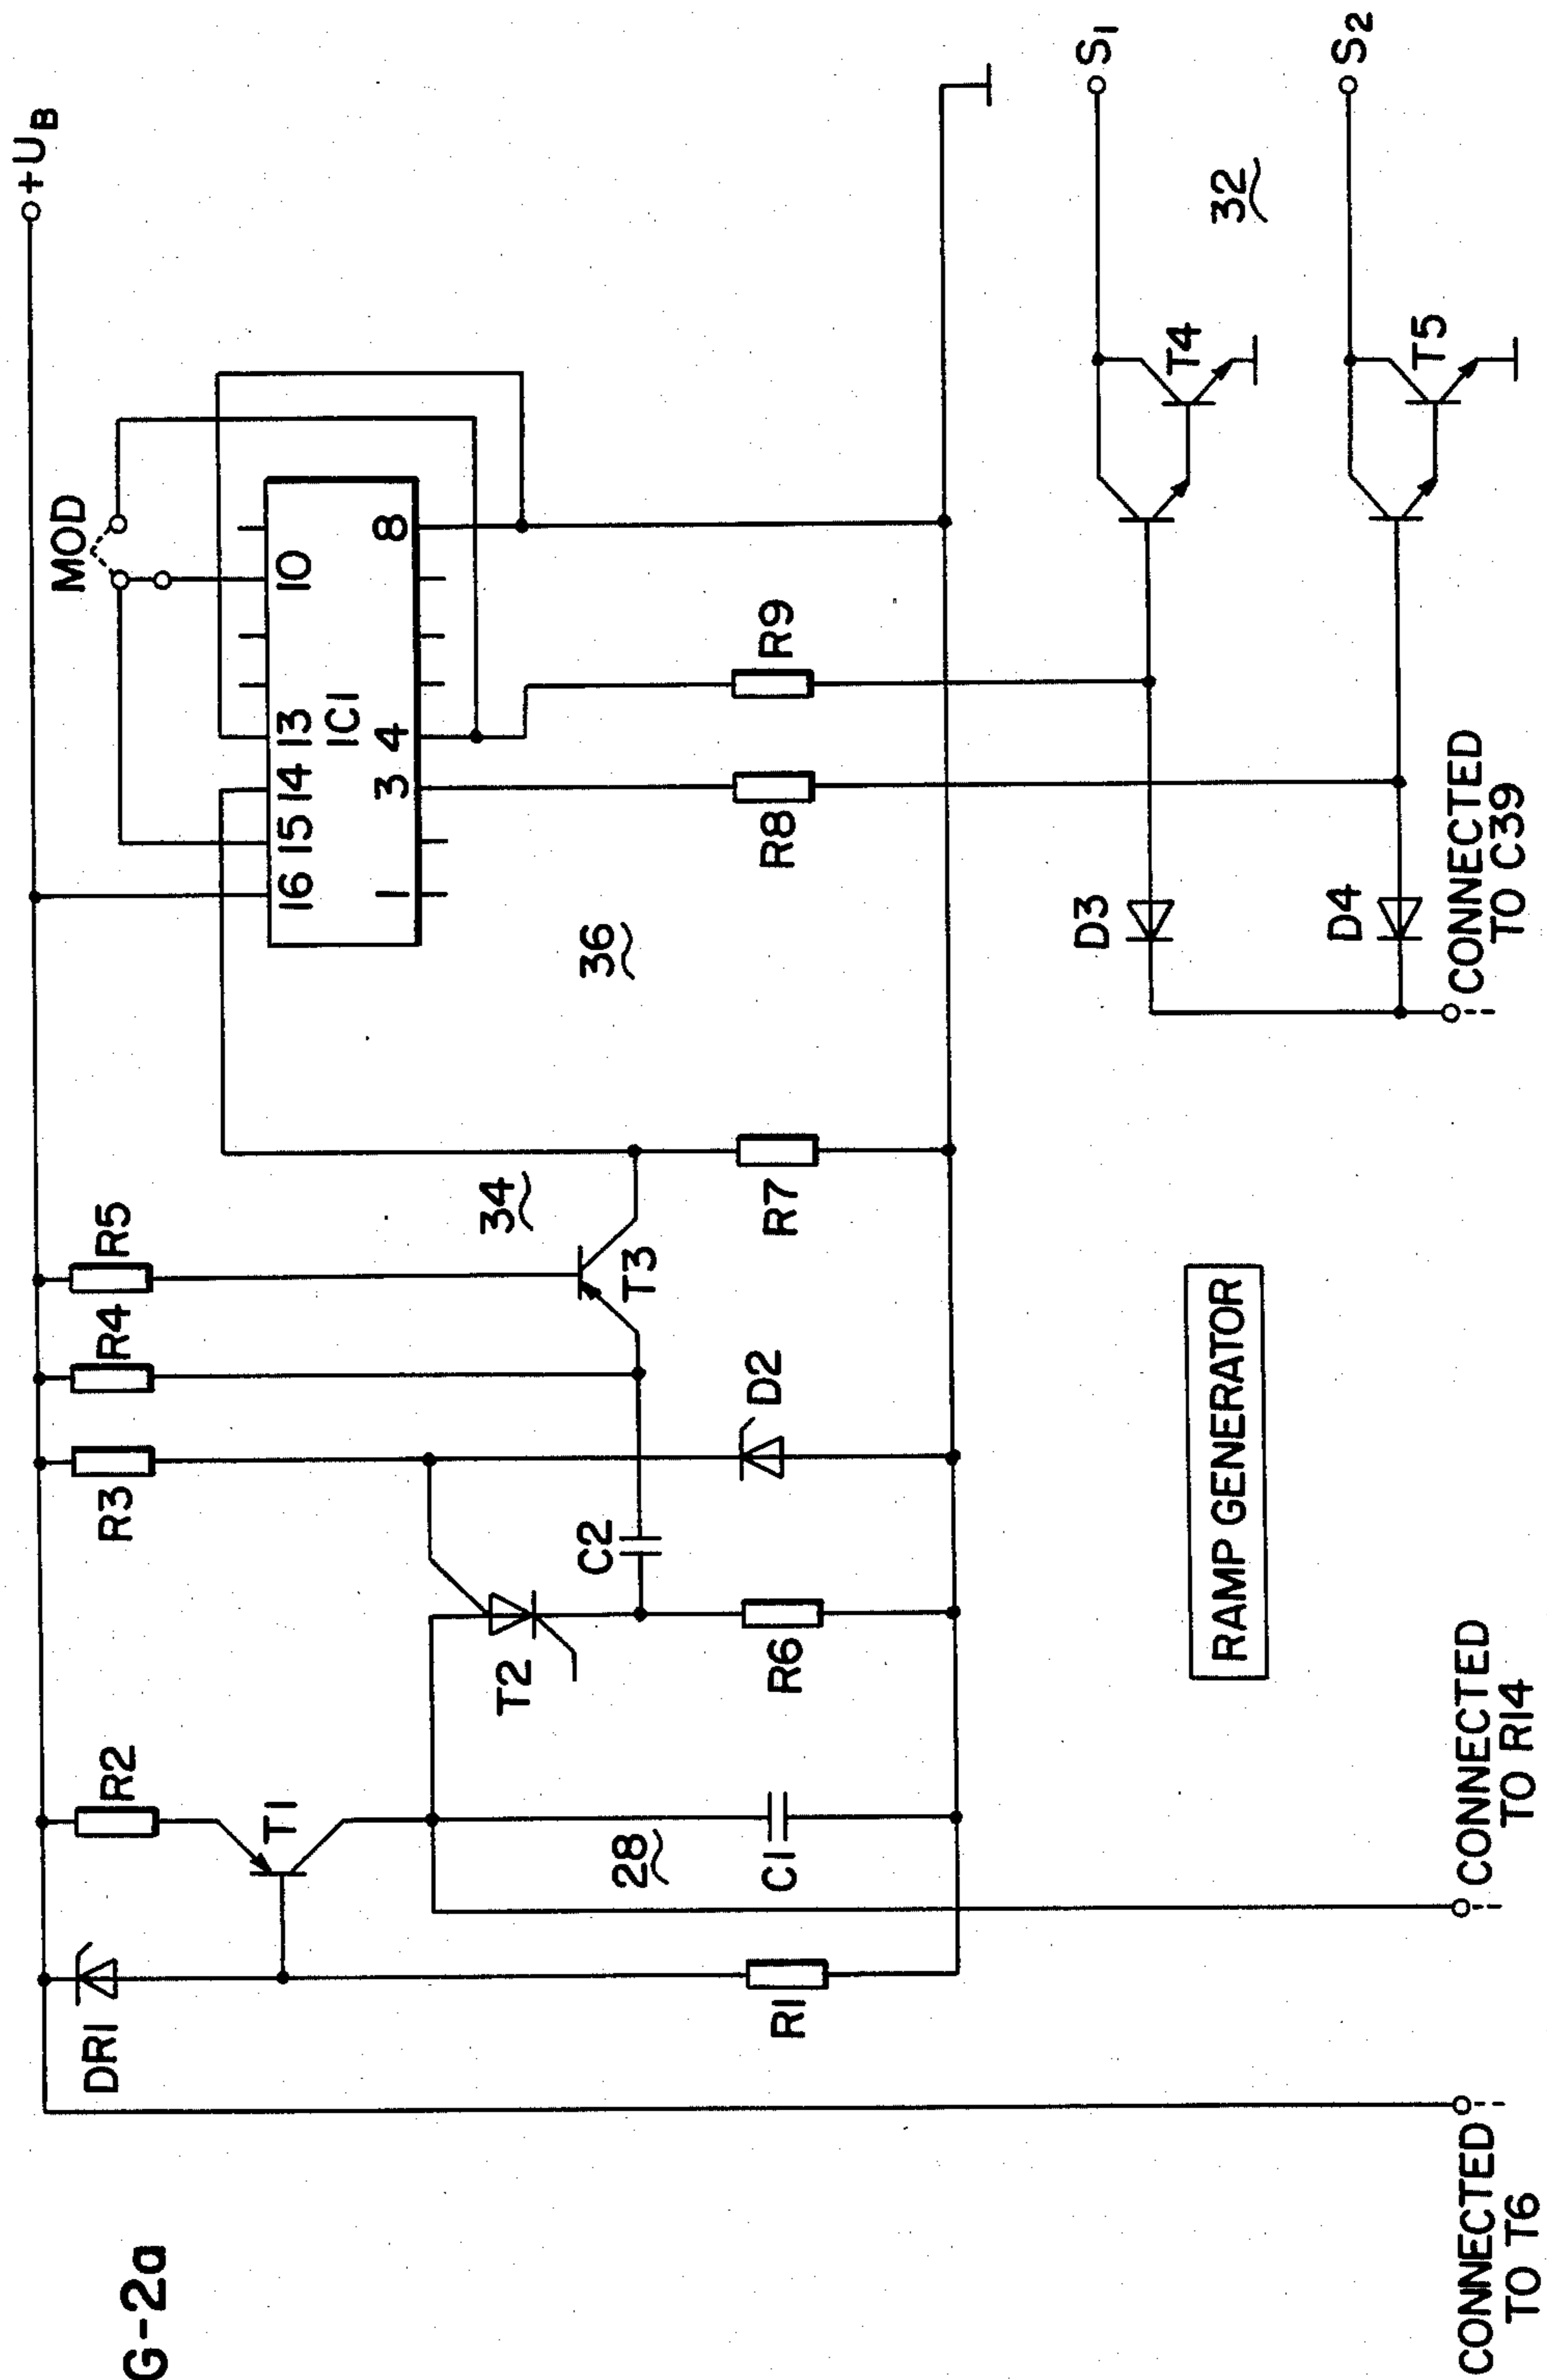 G-2a
+UB
DR1
R2
T1
R3
R4
R5
MOD
16 15 14 13 10
IC1
1 3 4 8
T2
C2
34
T3
36
28
C1
R1
R6
D2
R7
R8
R9
S1
T4
32
S2
T5
D3
D4
RAMP GENERATOR
CONNECTED
TO T6
CONNECTED
TO R14
CONNECTED
TO C39